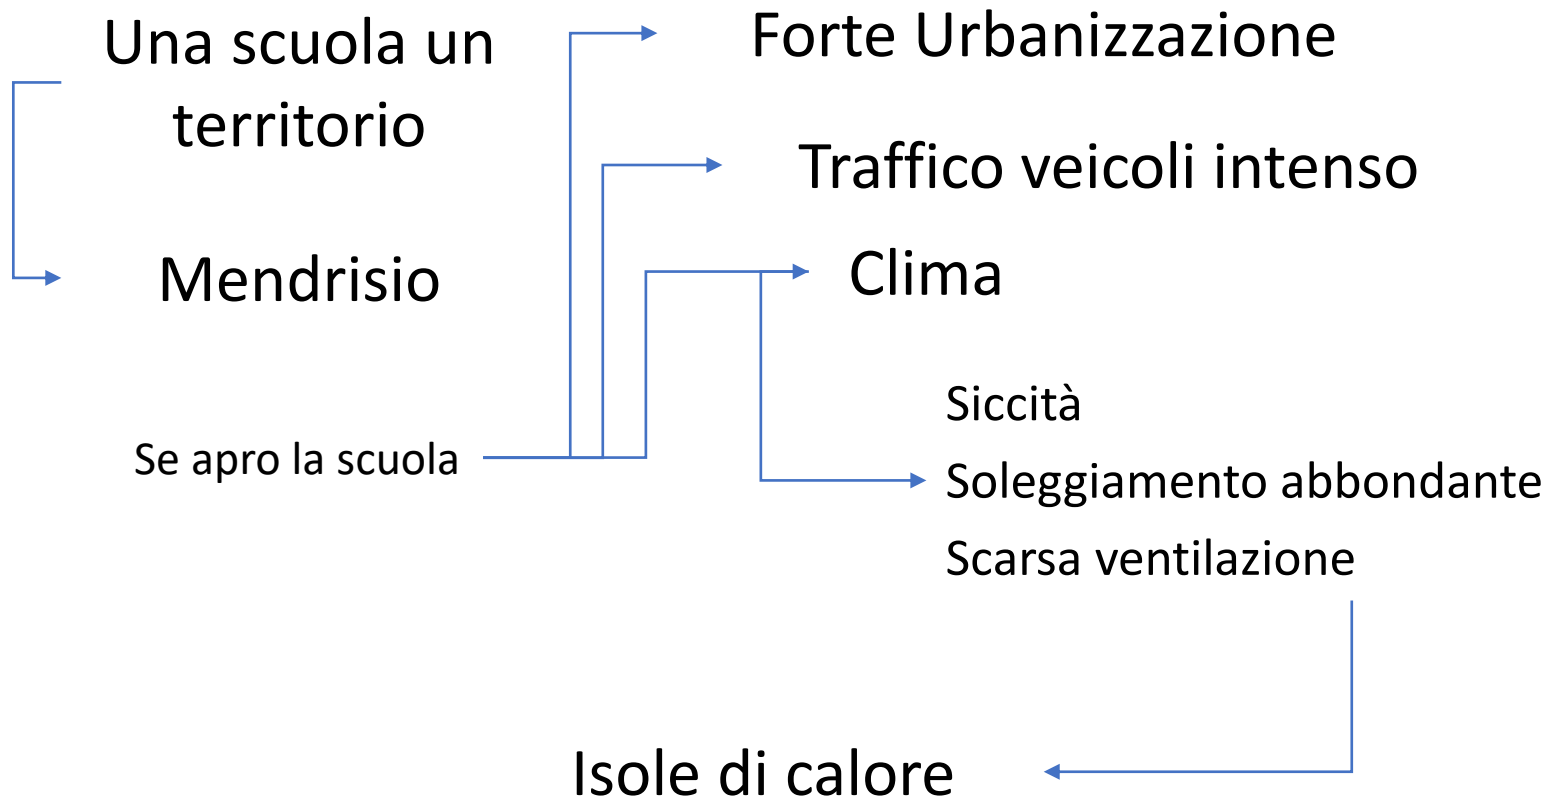 Una scuola un
territorio
Mendrisio
Se apro la scuola
Forte Urbanizzazione
Traffico veicoli intenso
Clima
Siccità
Soleggiamento abbondante
Scarsa ventilazione
Isole di calore